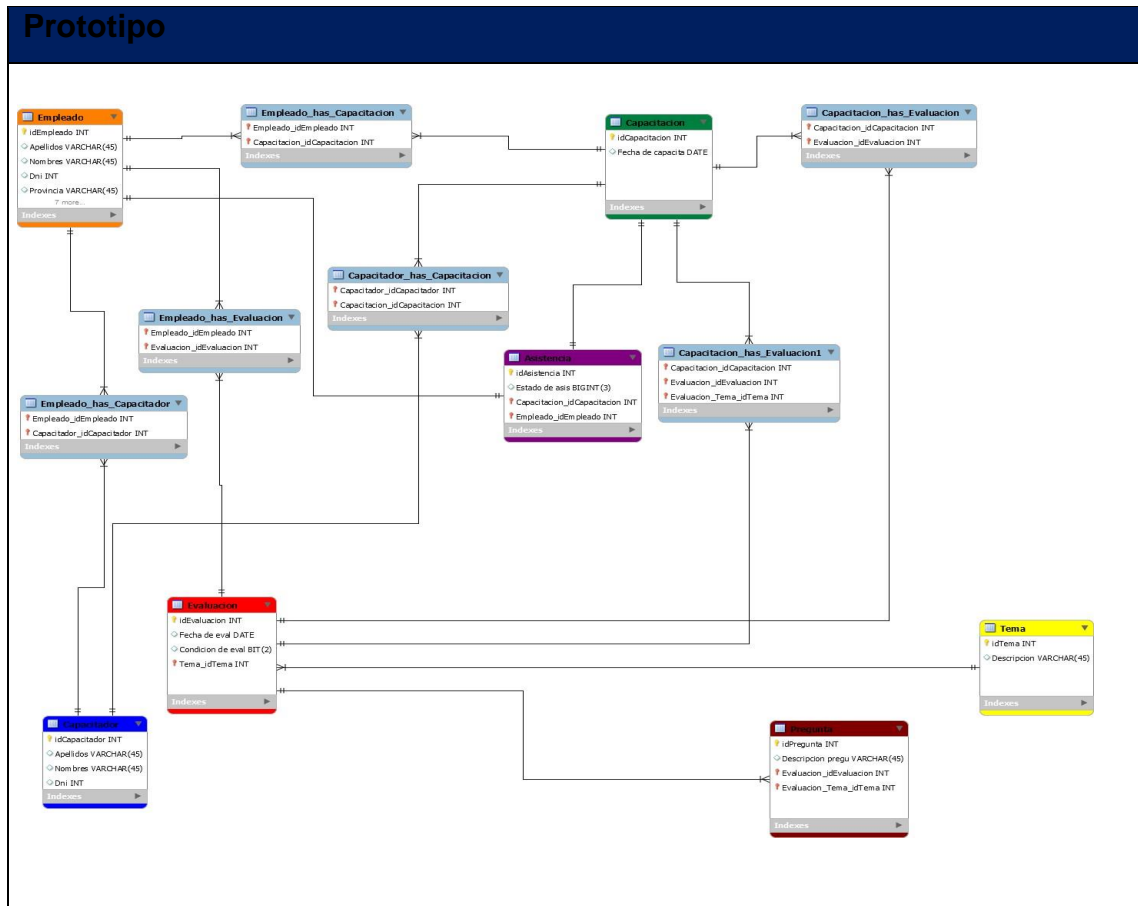 Prototipo
Empleado
idEmpleado INT
Apellidos VARCHAR(45)
Nombres VARCHAR(45)
Dni INT
Provincia VARCHAR(45)
7 more...
Indexes
Empleado_has_Capacitacion
Empleado_idEmpleado INT
Capacitacion_idCapacitacion INT
Indexes
Capacitacion
idCapacitacion INT
Fecha de capacita DATE
Indexes
Capacitacion_has_Evaluacion
Capacitacion_idCapacitacion INT
Evaluacion_idEvaluacion INT
Indexes
Capacitador_has_Capacitacion
Capacitador_idCapacitador INT
Capacitacion_idCapacitacion INT
Indexes
Empleado_has_Evaluacion
Empleado_idEmpleado INT
Evaluacion_idEvaluacion INT
Indexes
Asistencia
idAsistencia INT
Estado de asis BIGINT(3)
Capacitacion_idCapacitacion INT
Empleado_idEmpleado INT
Indexes
Capacitacion_has_Evaluacion1
Capacitacion_idCapacitacion INT
Evaluacion_idEvaluacion INT
Evaluacion_Tema_idTema INT
Indexes
Empleado_has_Capacitador
Empleado_idEmpleado INT
Capacitador_idCapacitador INT
Indexes
Evaluacion
idEvaluacion INT
Fecha de eval DATE
Condicion de eval BIT(2)
Tema_idTema INT
Indexes
Tema
idTema INT
Descripcion VARCHAR(45)
Indexes
Capacitador
idCapacitador INT
Apellidos VARCHAR(45)
Nombres VARCHAR(45)
Dni INT
Indexes
Pregunta
idPregunta INT
Descripcion pregu VARCHAR(45)
Evaluacion_idEvaluacion INT
Evaluacion_Tema_idTema INT
Indexes